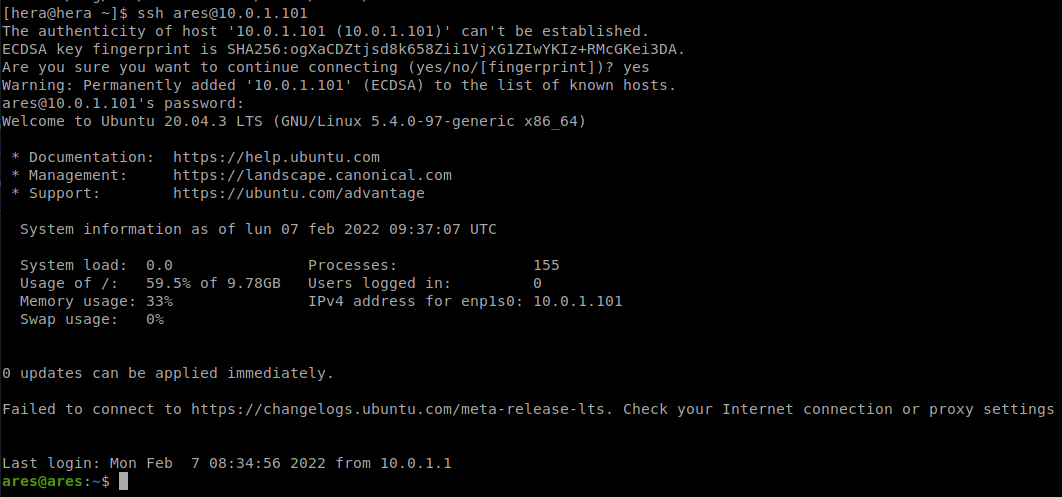 [hera@hera ~]$ ssh ares@10.0.1.101
The authenticity of host '10.0.1.101 (10.0.1.101)' can't be established.
ECDSA key fingerprint is SHA256:ogXaCDZtjsd8k658Zii1VjxG1ZIwYKIz+RMcGKei3DA.
Are you sure you want to continue connecting (yes/no/[fingerprint])? yes
Warning: Permanently added '10.0.1.101' (ECDSA) to the list of known hosts.
ares@10.0.1.101's password:
Welcome to Ubuntu 20.04.3 LTS (GNU/Linux 5.4.0-97-generic x86_64)

 * Documentation:  https://help.ubuntu.com
 * Management:     https://landscape.canonical.com
 * Support:        https://ubuntu.com/advantage

  System information as of lun 07 feb 2022 09:37:07 UTC

  System load:  0.0               Processes:               155
  Usage of /:   59.5% of 9.78GB   Users logged in:         0
  Memory usage: 33%               IPv4 address for enp1s0: 10.0.1.101
  Swap usage:   0%


0 updates can be applied immediately.

Failed to connect to https://changelogs.ubuntu.com/meta-release-lts. Check your Internet connection or proxy settings


Last login: Mon Feb  7 08:34:56 2022 from 10.0.1.1
ares@ares:~$